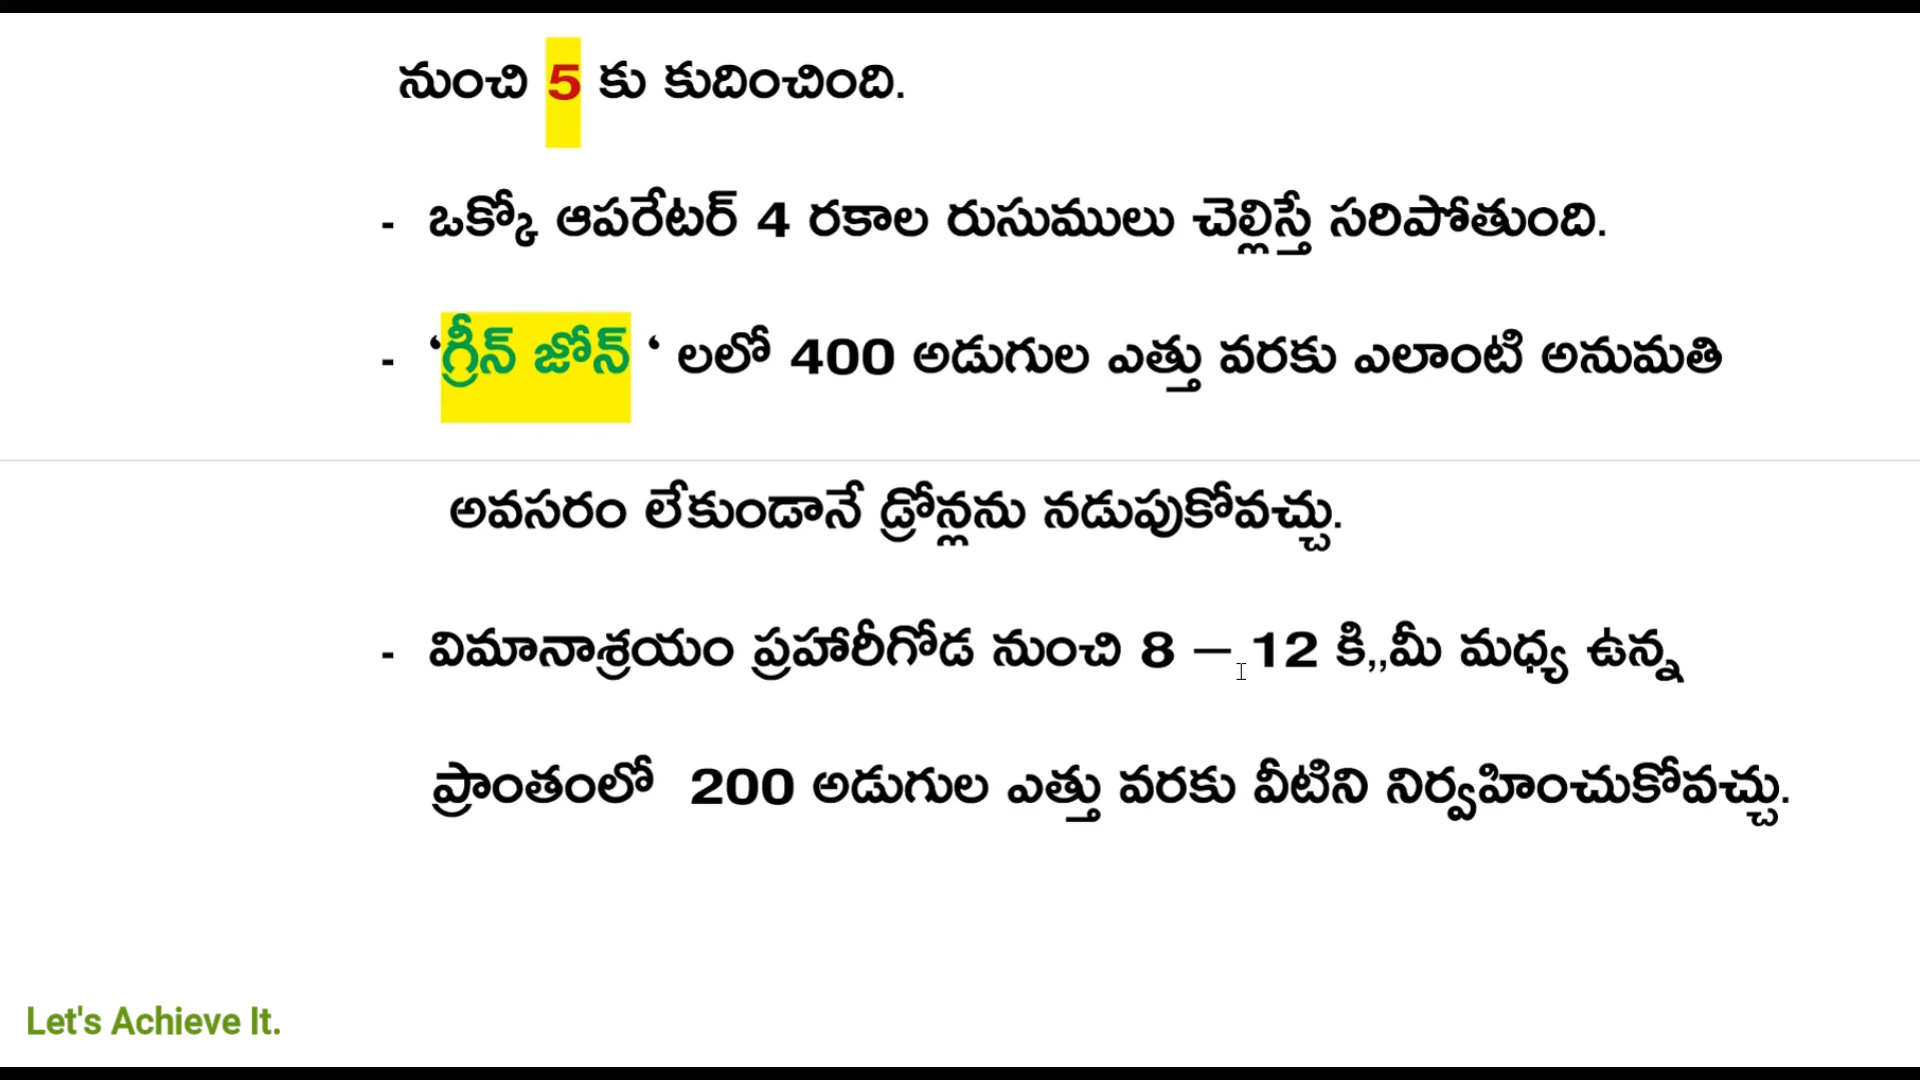 నుంచి 5 కు కుదించింది.
- ఒక్కో ఆపరేటర్ 4 రకాల రుసుములు చెల్లిస్తే సరిపోతుంది.
- ‘గ్రీన్ జోన్ ‘ లలో 400 అడుగుల ఎత్తు వరకు ఎలాంటి అనుమతి
అవసరం లేకుండానే డ్రోన్లను నడుపుకోవచ్చు.
- విమానాశ్రయం ప్రహారీగోడ నుంచి 8 – 12 కి,,మీ మధ్య ఉన్న
ప్రాంతంలో 200 అడుగుల ఎత్తు వరకు వీటిని నిర్వహించుకోవచ్చు.
Let's Achieve It.